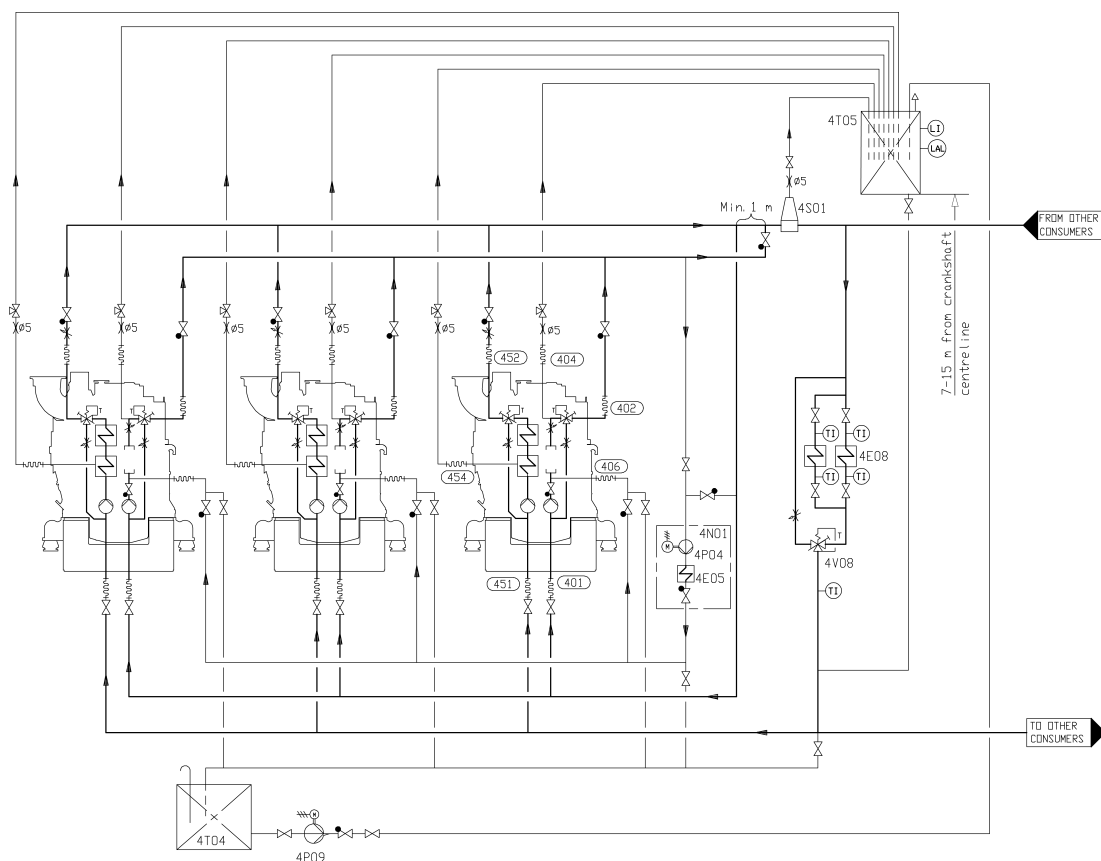 4T05
LI
LAL
ø5
Min. 1 m
4S01
FROM OTHER
CONSUMERS
7-15 m from crankshaft
centreline
ø5
ø5
ø5
ø5
ø5
ø5
452
404
402
T
T
T
T
T
T
TI
TI
4E08
TI
TI
454
406
4N01
M
4P04
4E05
T
4V08
TI
451
401
TO OTHER
CONSUMERS
4T04
M
4P09